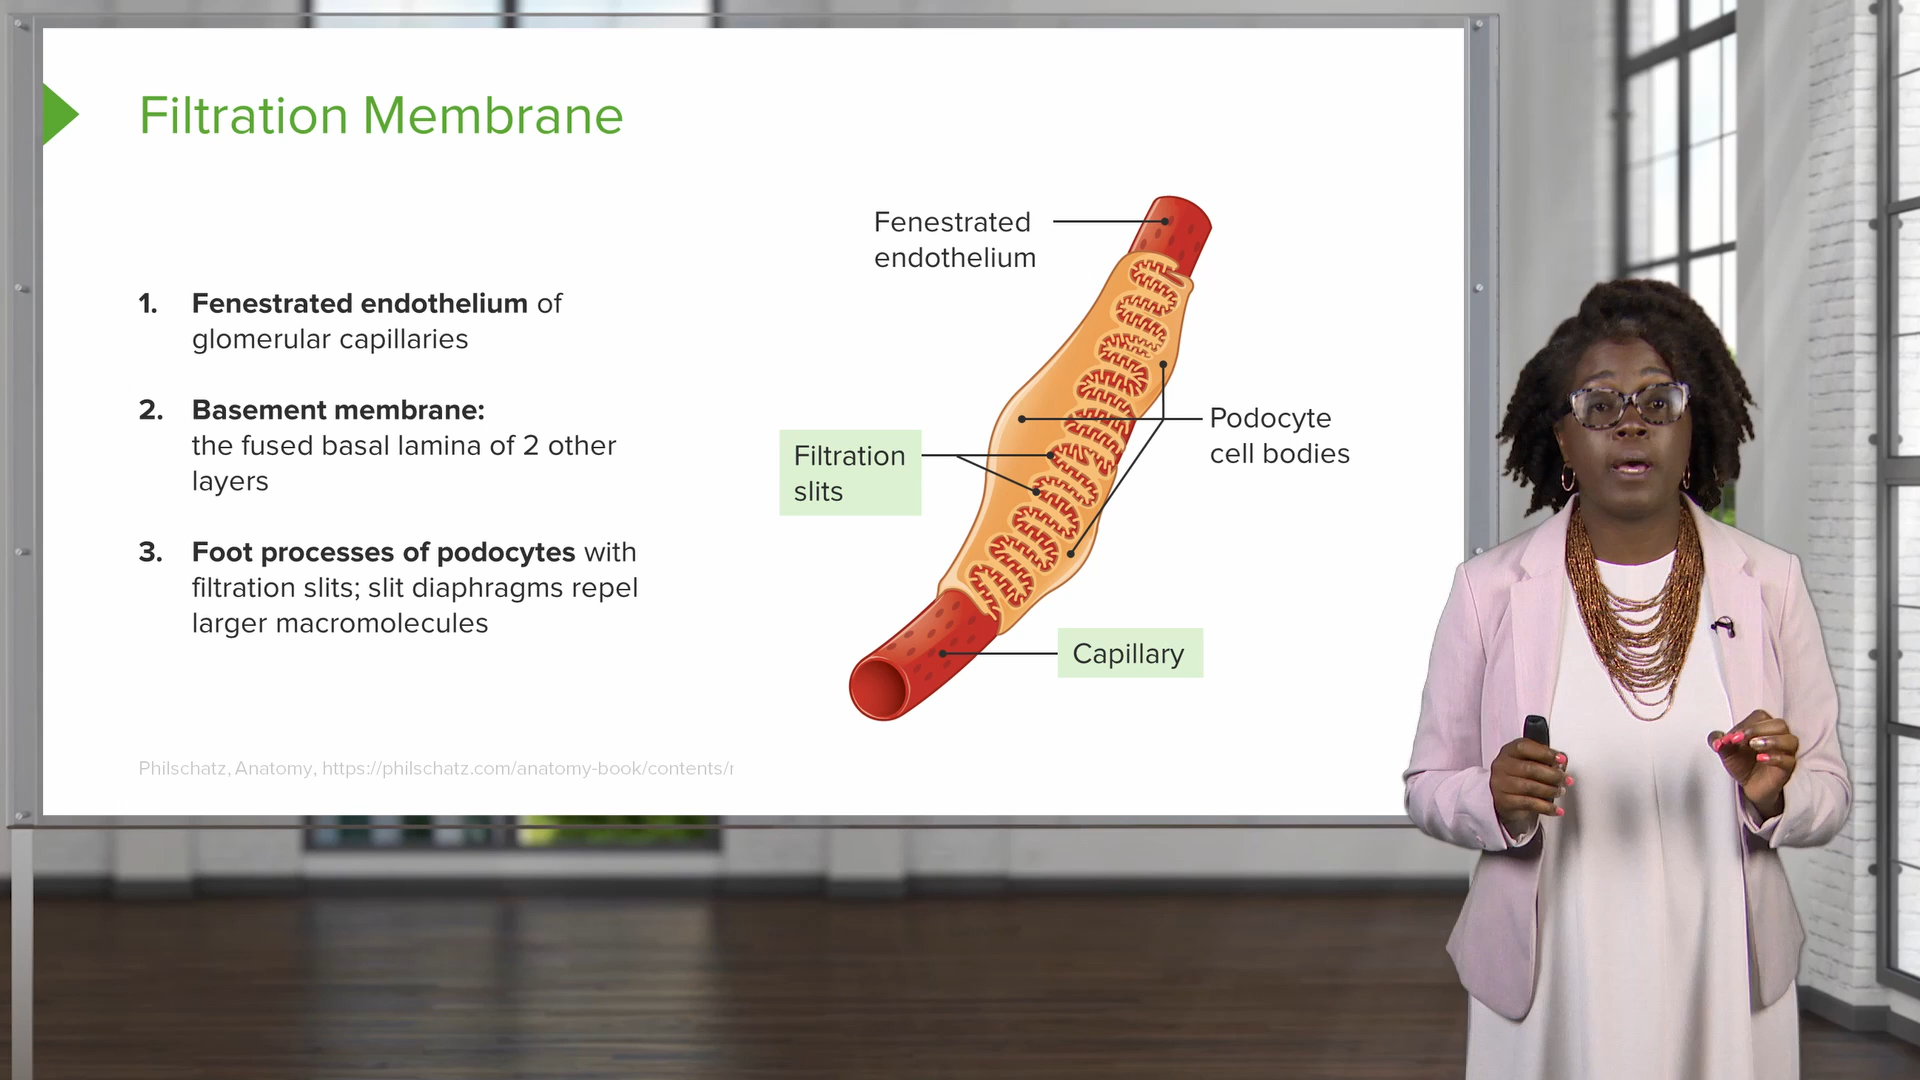 Filtration Membrane
1. Fenestrated endothelium of
glomerular capillaries
2. Basement membrane:
the fused basal lamina of 2 other
layers
3. Foot processes of podocytes with
filtration slits; slit diaphragms repel
larger macromolecules
Fenestrated
endothelium
Filtration
slits
Podocyte
cell bodies
Capillary
Philschatz, Anatomy, https://philschatz.com/anatomy-book/contents/